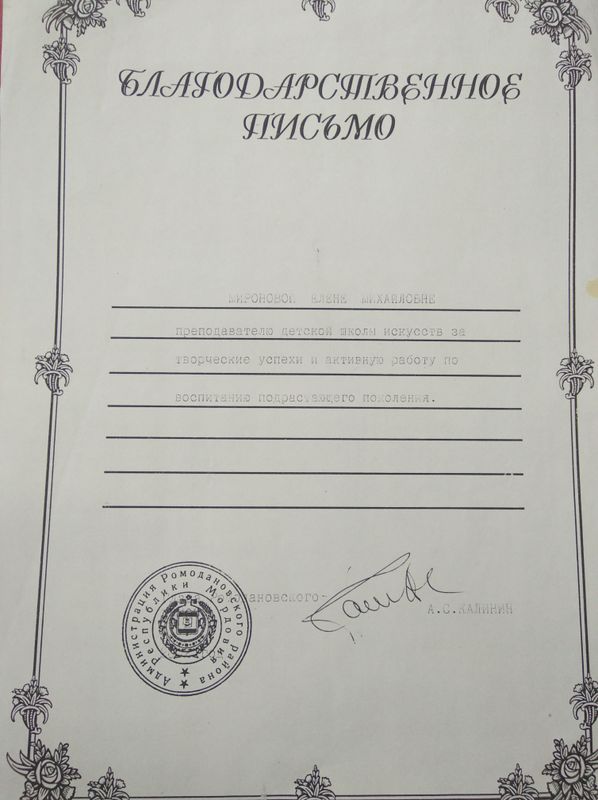 БЛАГОДАРСТВЕННОЕ
ПИСЬМО
МИРОНОВОЙ ЕЛЕНЕ МИХАЙЛОВНЕ
преподавателю детской школы искусств за
творческие успехи и активную работу по
воспитанию подрастающего поколения.
А.С.КАЛИНИН
Администрация Ромодановского района
республики Мордовия